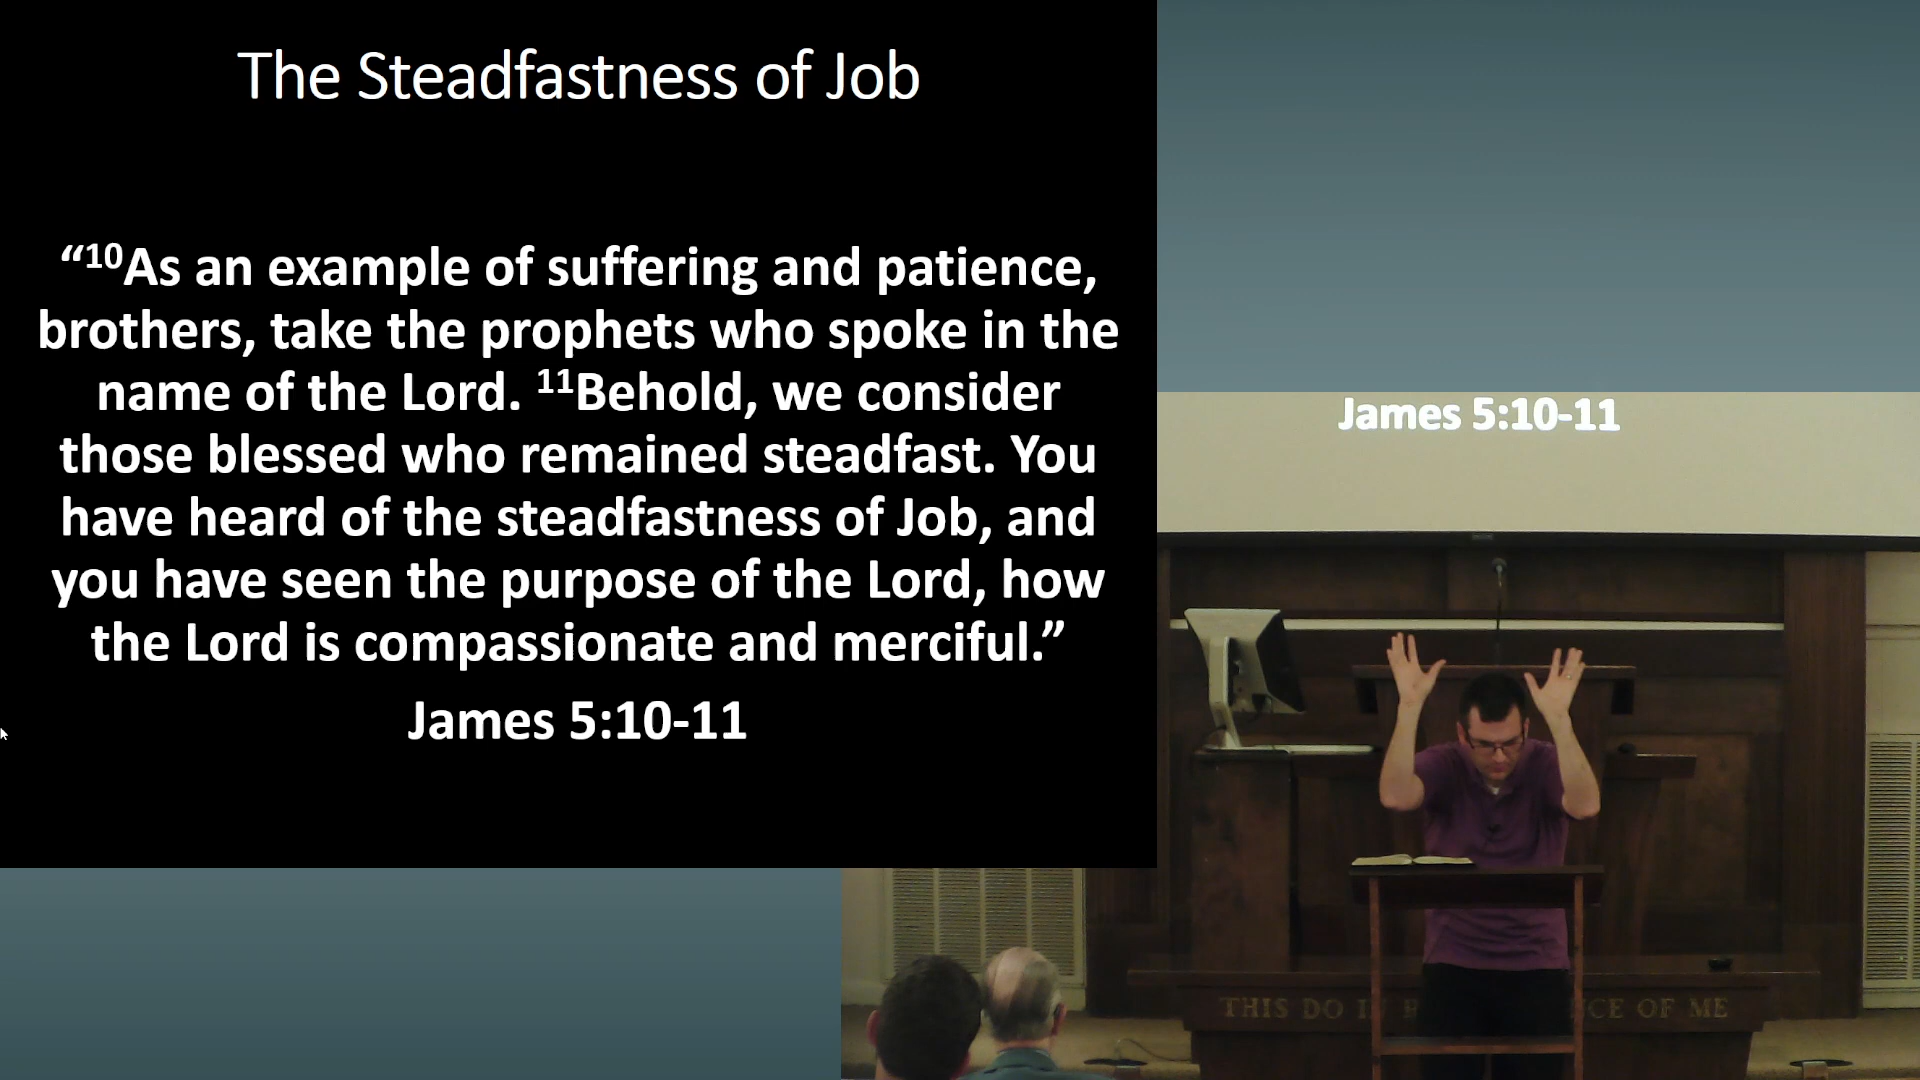 The Steadfastness of Job
“10As an example of suffering and patience,
brothers, take the prophets who spoke in the
name of the Lord. 11Behold, we consider
those blessed who remained steadfast. You
have heard of the steadfastness of Job, and
you have seen the purpose of the Lord, how
the Lord is compassionate and merciful.”
James 5:10-11
James 5:10-11
THIS DO IN OF ME